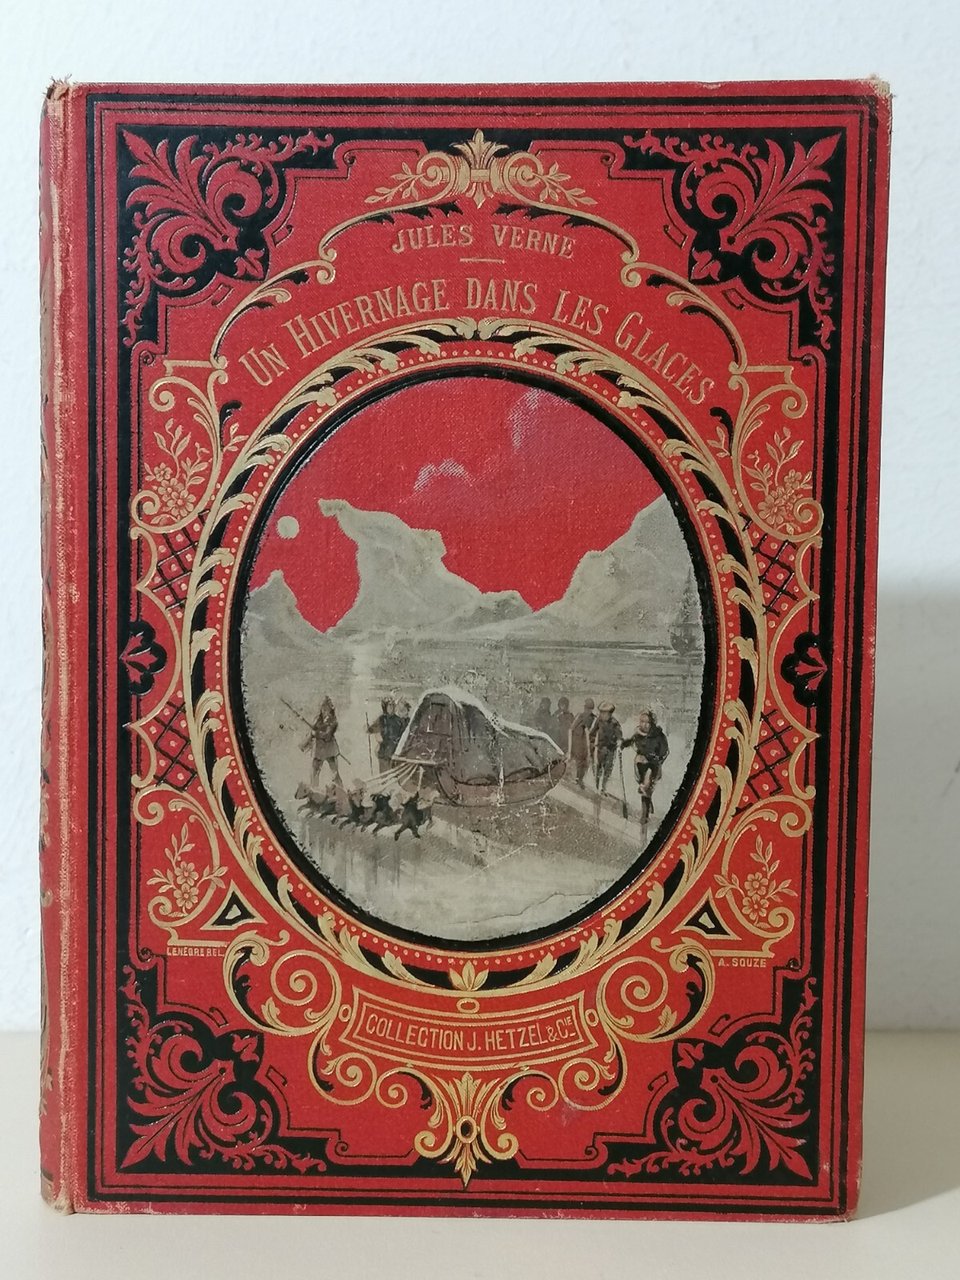 JULES VERNE
UN HIVERNAGE DANS LES GLACES
LENÈGRE REL.
A. SOUZE
COLLECTION J. HETZEL & CIE